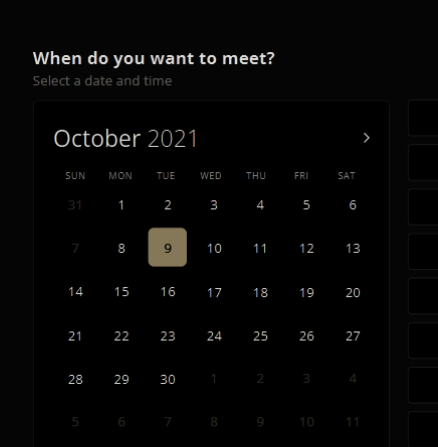 When do you want to meet?
Select a date and time
October 2021
SUN MON TUE WED THU FRI SAT
31 1 2 3 4 5 6
7 8 9 10 11 12 13
14 15 16 17 18 19 20
21 22 23 24 25 26 27
28 29 30 1 2 3 4
5 6 7 8 9 10 11